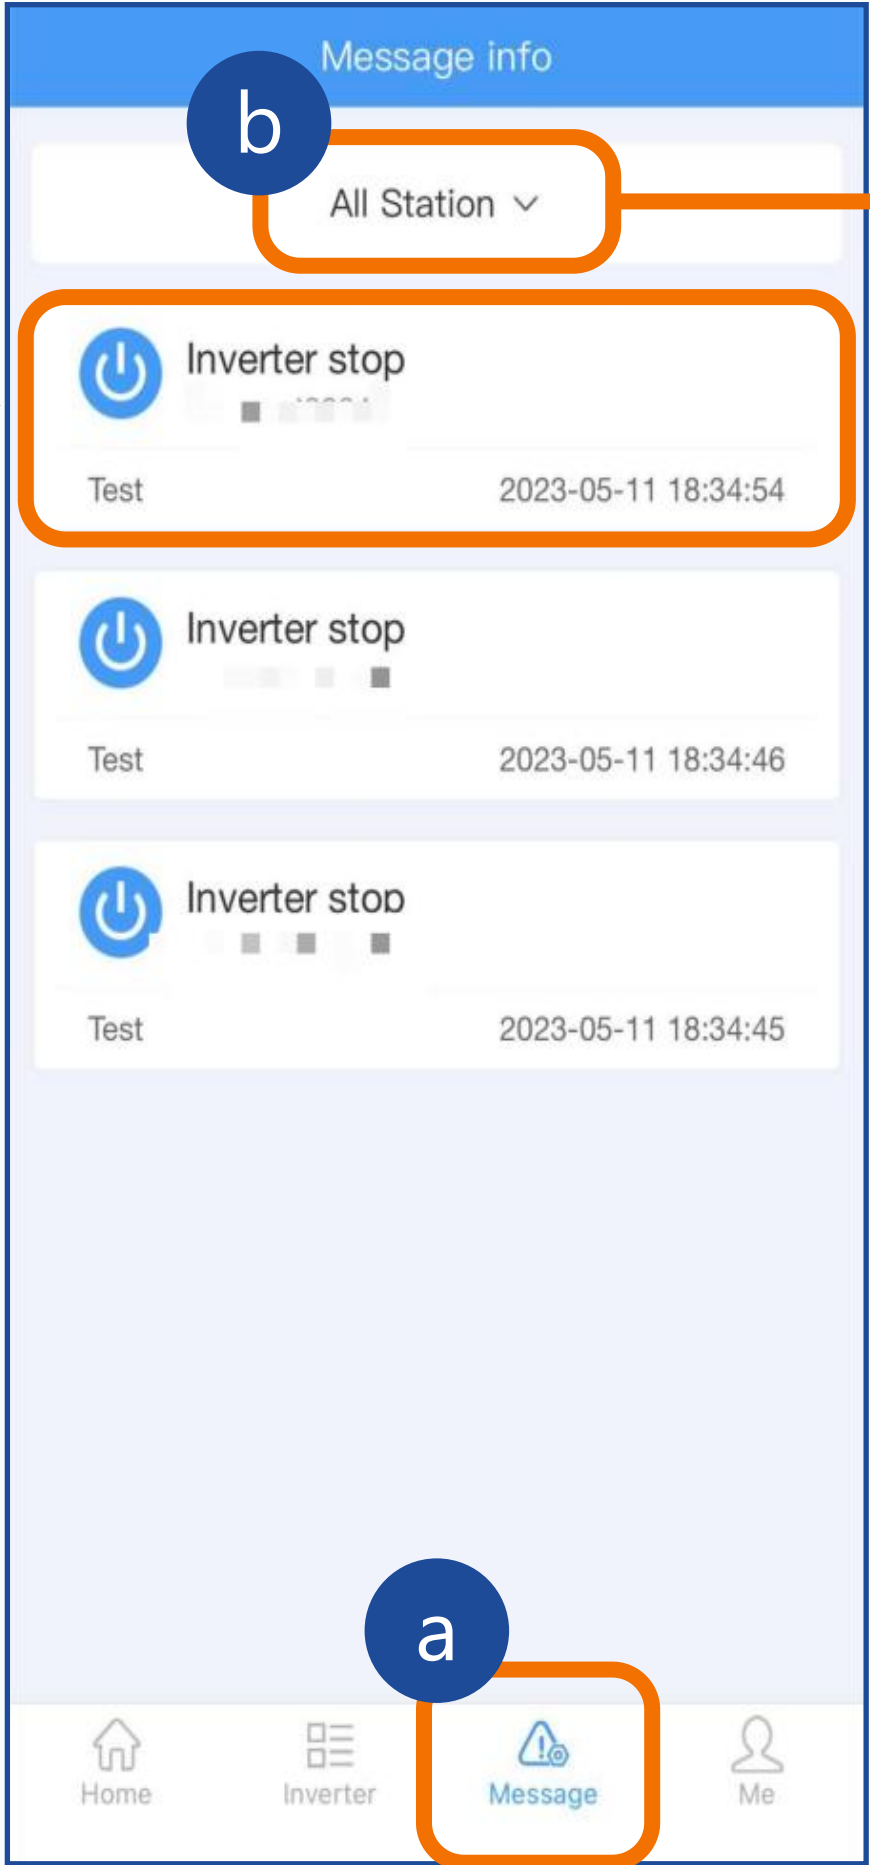 Message info
b
All Station
Inverter stop
Test 2023-05-11 18:34:54
Inverter stop
Test 2023-05-11 18:34:46
Inverter stop
Test 2023-05-11 18:34:45
a
Home Inverter Message Me